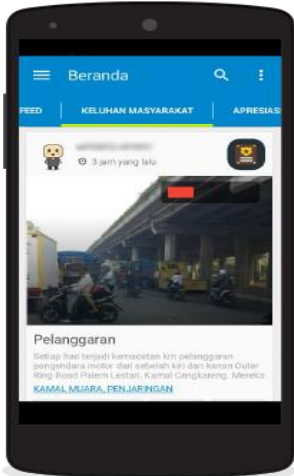 Beranda
FEED
KELUHAN MASYARAKAT
APRESIAS
3 jam yang lalu
Pelanggaran
Setiap hari terjadi kemacetan krn pelanggaran
pengendara motor dari sebelah kiri dan kanan Outer
Ring Road Palem Lestari, Kamal Cengkareng. Mereka
KAMAL MUARA, PENJARINGAN